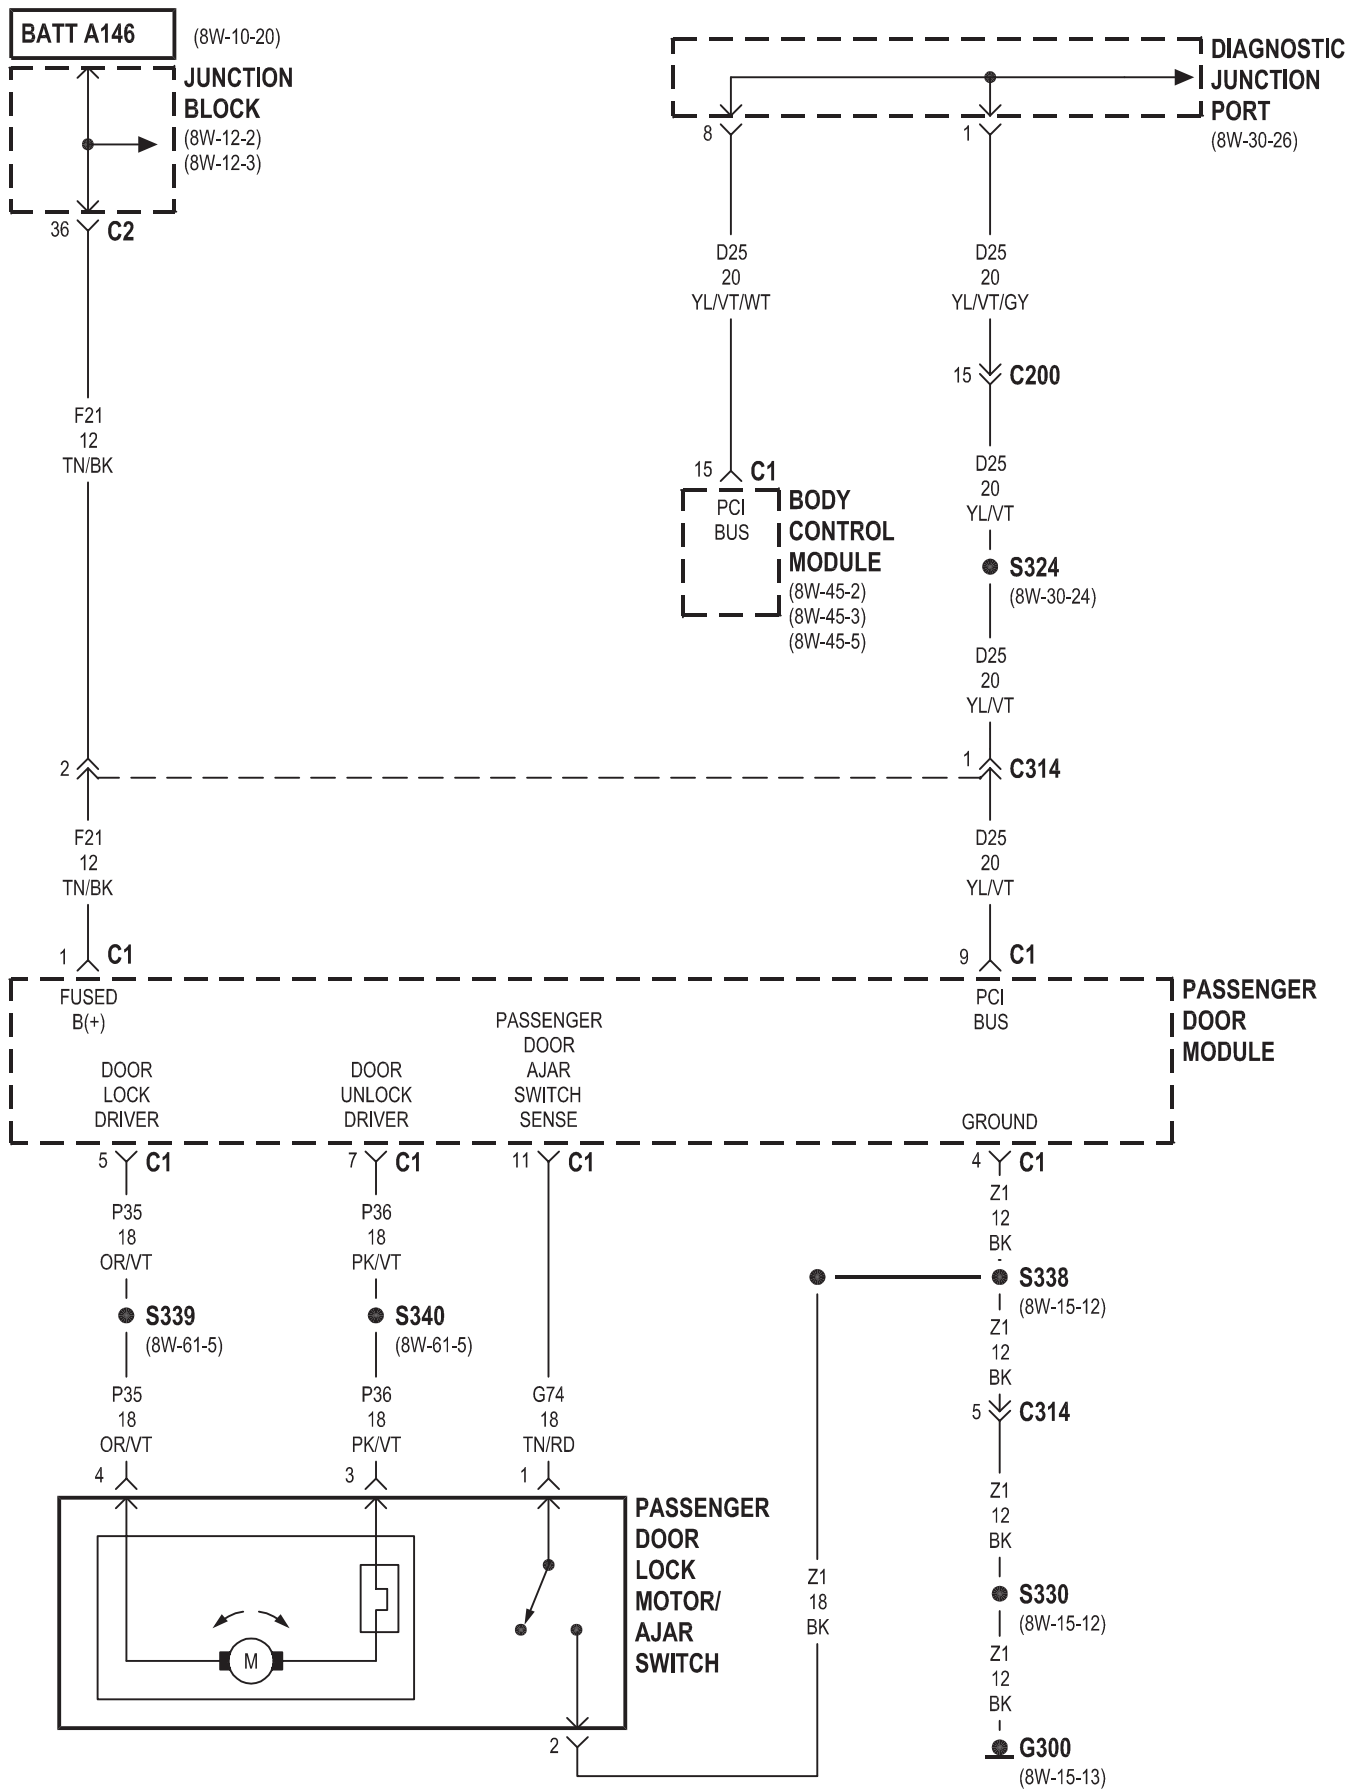 BATT A146
(8W-10-20)
JUNCTION
BLOCK
(8W-12-2)
(8W-12-3)
36
C2
DIAGNOSTIC
JUNCTION
PORT
(8W-30-26)
8
1
D25
20
YL/VT/WT
D25
20
YL/VT/GY
15
C200
F21
12
TN/BK
15
C1
PCI
BUS
BODY
CONTROL
MODULE
(8W-45-2)
(8W-45-3)
(8W-45-5)
D25
20
YL/VT
S324
(8W-30-24)
D25
20
YL/VT
2
1
C314
F21
12
TN/BK
D25
20
YL/VT
1
C1
9
C1
FUSED
B(+)
PCI
BUS
PASSENGER
DOOR
MODULE
DOOR
LOCK
DRIVER
DOOR
UNLOCK
DRIVER
PASSENGER
DOOR
AJAR
SWITCH
SENSE
GROUND
5
C1
7
C1
11
C1
4
C1
P35
18
OR/VT
P36
18
PK/VT
Z1
12
BK
S339
(8W-61-5)
S340
(8W-61-5)
S338
(8W-15-12)
Z1
12
BK
P35
18
OR/VT
P36
18
PK/VT
G74
18
TN/RD
5
C314
4
3
1
PASSENGER
DOOR
LOCK
MOTOR/
AJAR
SWITCH
M
Z1
18
BK
Z1
12
BK
S330
(8W-15-12)
Z1
12
BK
2
G300
(8W-15-13)